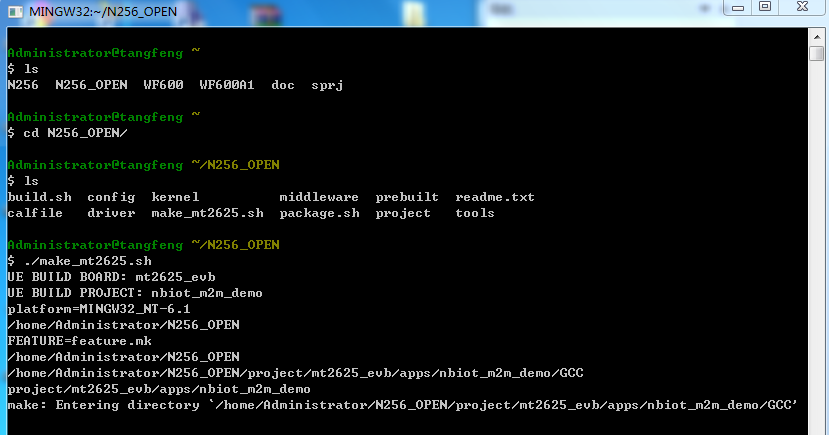 MINGW32:~/N256_OPEN
Administrator@tangfeng ~
$ ls
N256  N256_OPEN  WF600  WF600A1  doc  sprj
Administrator@tangfeng ~
$ cd N256_OPEN/
Administrator@tangfeng ~/N256_OPEN
$ ls
build.sh  config  kernel          middleware  prebuilt  readme.txt
calfile   driver  make_mt2625.sh  package.sh  project   tools
Administrator@tangfeng ~/N256_OPEN
$ ./make_mt2625.sh
UE BUILD BOARD: mt2625_evb
UE BUILD PROJECT: nbiot_m2m_demo
platform=MINGW32_NT-6.1
/home/Administrator/N256_OPEN
FEATURE=feature.mk
/home/Administrator/N256_OPEN
/home/Administrator/N256_OPEN/project/mt2625_evb/apps/nbiot_m2m_demo/GCC
project/mt2625_evb/apps/nbiot_m2m_demo
make: Entering directory `/home/Administrator/N256_OPEN/project/mt2625_evb/apps/nbiot_m2m_demo/GCC'